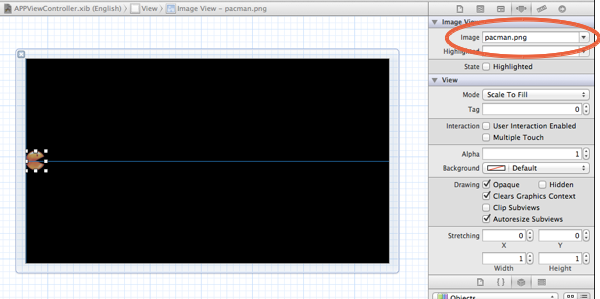 APPViewController.xib (English) View Image View - pacman.png
Image View
Image pacman.png
Highlighted
State Highlighted
View
Mode Scale To Fill
Tag 0
Interaction User Interaction Enabled
Multiple Touch
Alpha 1
Background Default
Drawing Opaque Hidden
Clears Graphics Context
Clip Subviews
Autoresize Subviews
Stretching 0 0
X Y
1 1
Width Height
{ }
Objects